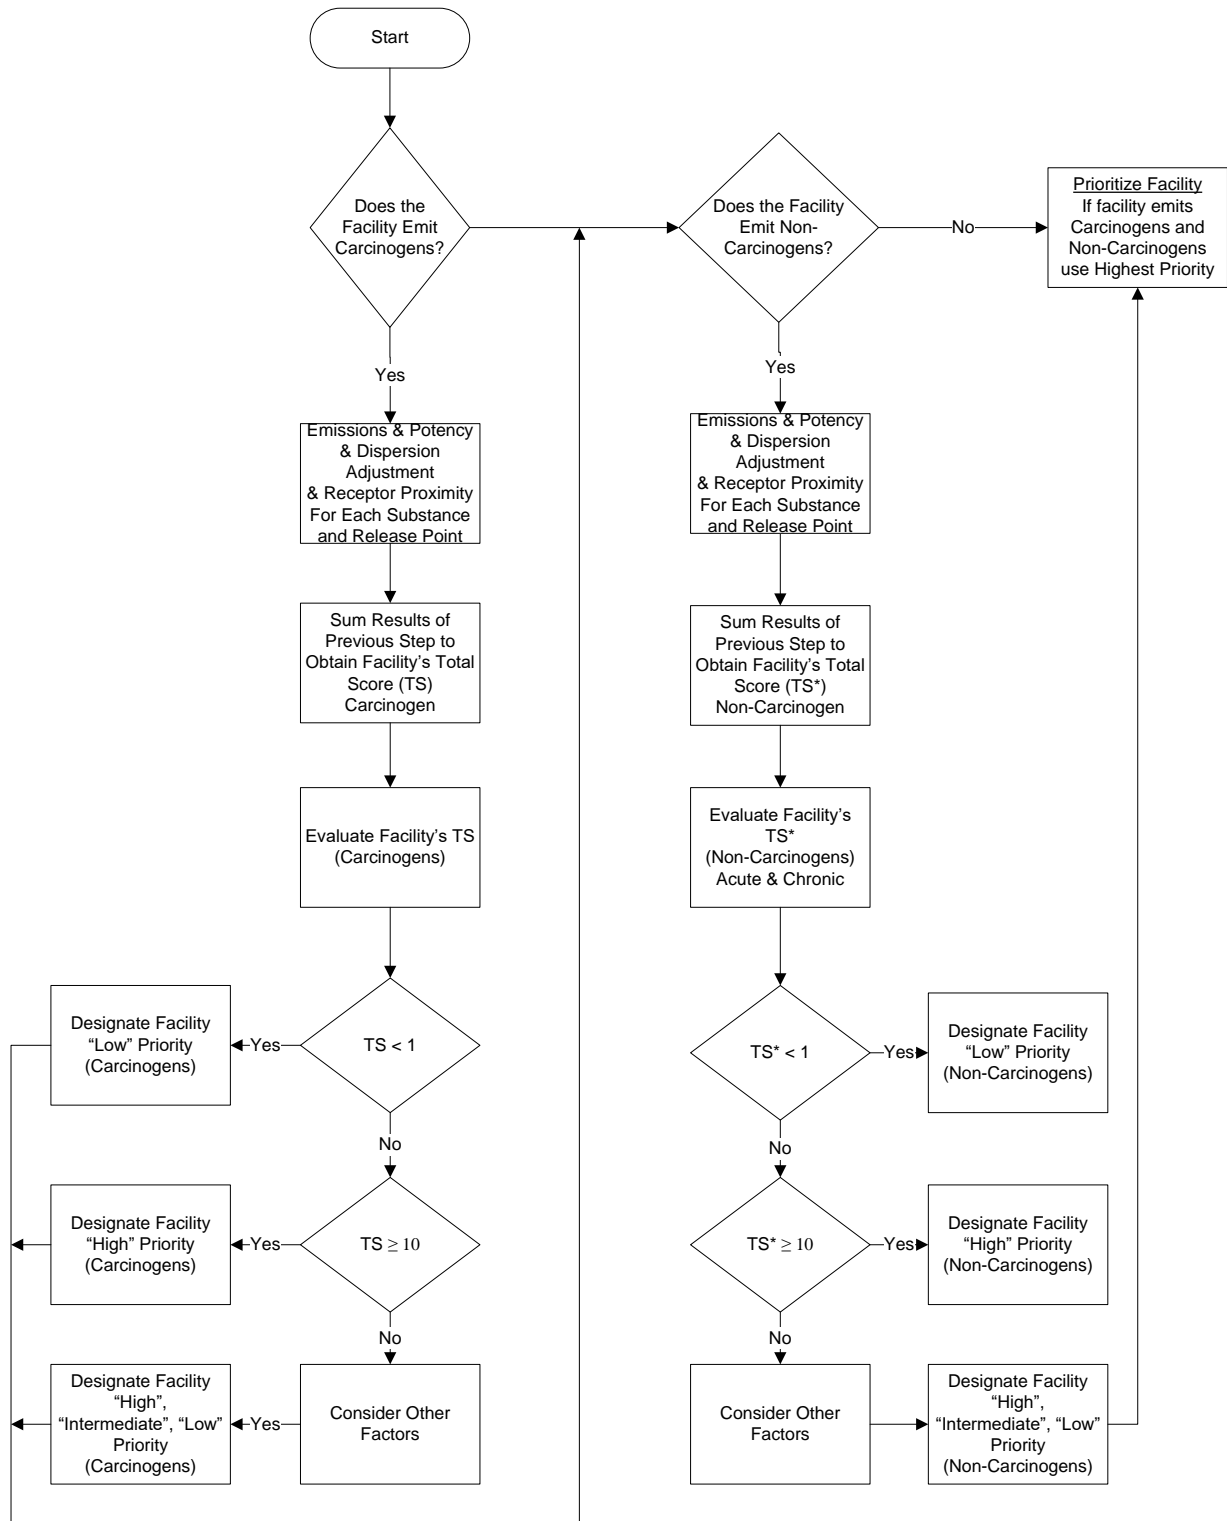 Start
Does the
Facility Emit
Carcinogens?
Does the Facility
Emit Non-
Carcinogens?
No
Prioritize Facility
If facility emits
Carcinogens and
Non-Carcinogens
use Highest Priority
Yes
Yes
Emissions & Potency
& Dispersion
Adjustment
& Receptor Proximity
For Each Substance
and Release Point
Emissions & Potency
& Dispersion
Adjustment
& Receptor Proximity
For Each Substance
and Release Point
Sum Results of
Previous Step to
Obtain Facility’s Total
Score (TS)
Carcinogen
Sum Results of
Previous Step to
Obtain Facility’s Total
Score (TS*)
Non-Carcinogen
Evaluate Facility’s TS
(Carcinogens)
Evaluate Facility’s
TS*
(Non-Carcinogens)
Acute & Chronic
Designate Facility
“Low” Priority
(Carcinogens)
Yes
TS < 1
TS* < 1
Yes
Designate Facility
“Low” Priority
(Non-Carcinogens)
No
No
Designate Facility
“High” Priority
(Carcinogens)
Yes
TS ≥ 10
TS* ≥ 10
Yes
Designate Facility
“High” Priority
(Non-Carcinogens)
No
No
Designate Facility
“High”,
“Intermediate”, “Low”
Priority
(Carcinogens)
Yes
Consider Other
Factors
Consider Other
Factors
Designate Facility
“High”,
“Intermediate”, “Low”
Priority
(Non-Carcinogens)